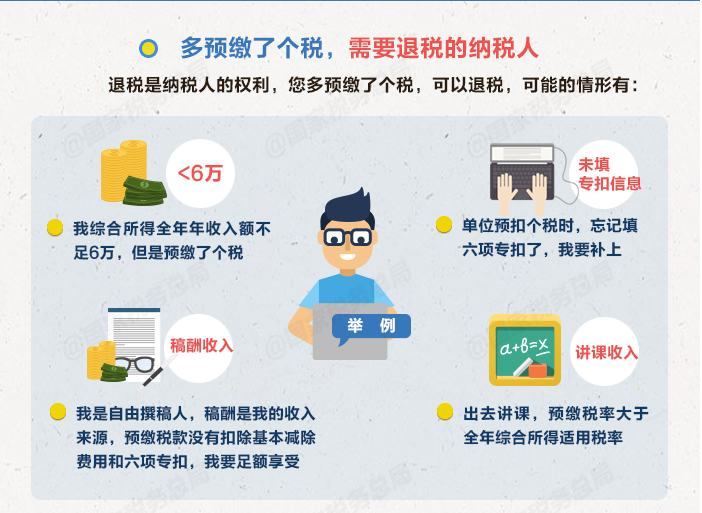 多预缴了个税，需要退税的纳税人
退税是纳税人的权利，您多预缴了个税，可以退税，可能的情形有：
<6万
我综合所得全年年收入额不
足6万，但是预缴了个税
未填
专扣信息
单位预扣个税时，忘记填
六项专扣了，我要补上
举 例
稿酬收入
我是自由撰稿人，稿酬是我的收入
来源，预缴税款没有扣除基本减除
费用和六项专扣，我要足额享受
a+b=x
讲课收入
出去讲课，预缴税率大于
全年综合所得适用税率
@国家税务总局